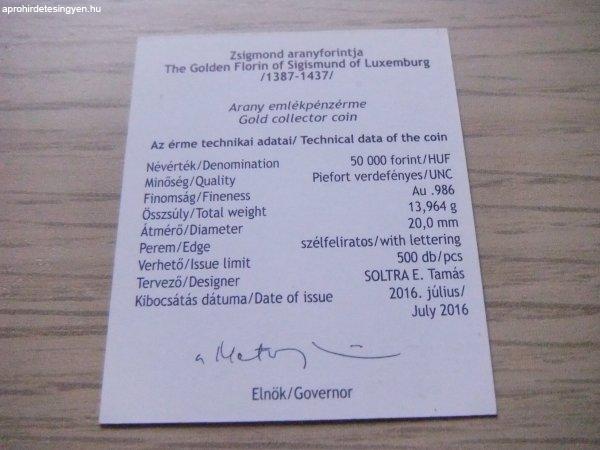 aprohirdetesingyen.hu
Zsigmond aranyforintja
The Golden Florin of Sigismund of Luxemburg
/1387-1437/
Arany emlékpénzérme
Gold collector coin
Az érme technikai adatai/ Technical data of the coin
Névérték/Denomination 50 000 forint/HUF
Minőség/Quality Piefort verdefényes/UNC
Finomság/Fineness Au .986
Összsúly/Total weight 13,964 g
Átmérő/Diameter 20,0 mm
Perem/Edge szélfeliratos/with lettering
Verhető/Issue limit 500 db/pcs
Tervező/Designer SOLTRA E. Tamás
Kibocsátás dátuma/Date of issue 2016. július/
July 2016
Elnök/Governor